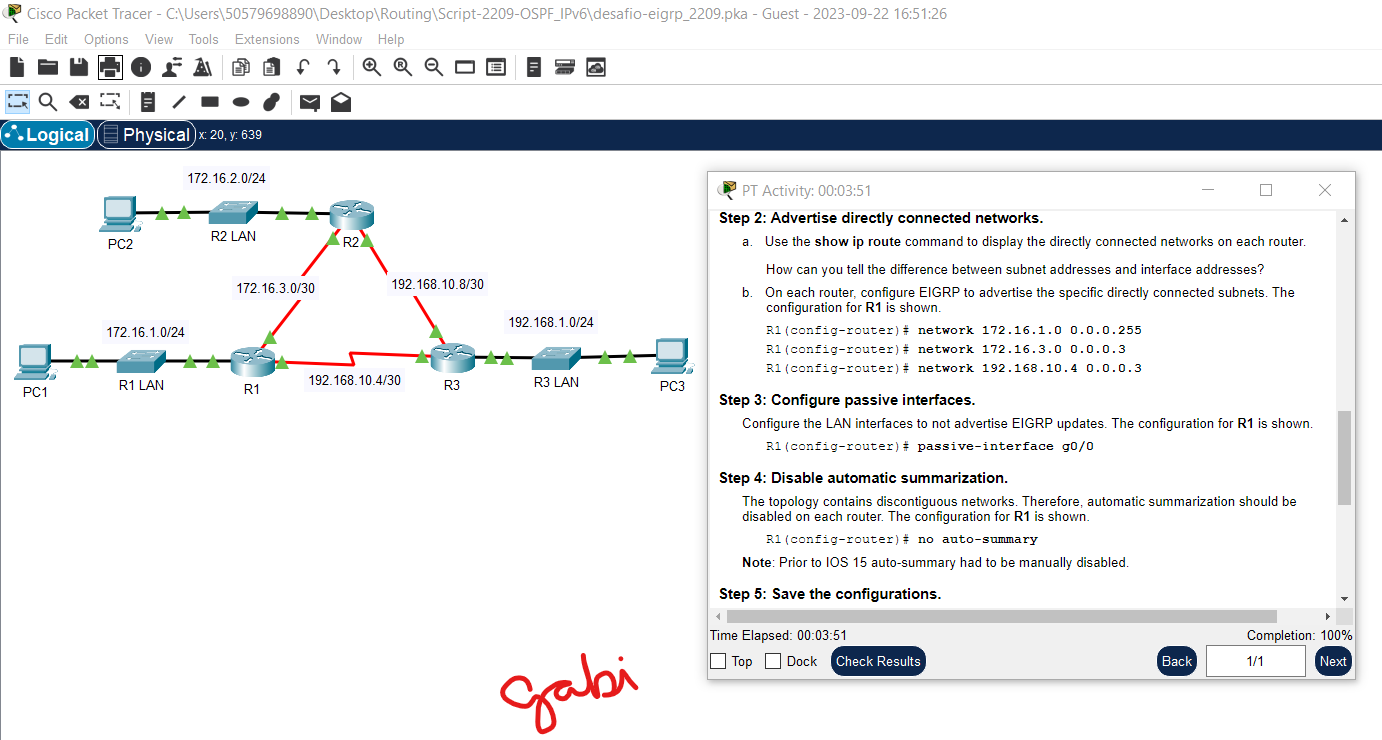 Cisco Packet Tracer - C:\Users\50579698890\Desktop\Routing\Script-2209-OSPF_IPv6\desafio-eigrp_2209.pka - Guest - 2023-09-22 16:51:26
File Edit Options View Tools Extensions Window Help
Logical Physical x: 20, y: 639
172.16.2.0/24
PC2
R2 LAN
R2
172.16.3.0/30
192.168.10.8/30
172.16.1.0/24
192.168.1.0/24
PC1
R1 LAN
R1
192.168.10.4/30
R3
R3 LAN
PC3
gabi
PT Activity: 00:03:51
Step 2: Advertise directly connected networks.
a. Use the show ip route command to display the directly connected networks on each router.
How can you tell the difference between subnet addresses and interface addresses?
b. On each router, configure EIGRP to advertise the specific directly connected subnets. The
configuration for R1 is shown.
R1(config-router)# network 172.16.1.0 0.0.0.255
R1(config-router)# network 172.16.3.0 0.0.0.3
R1(config-router)# network 192.168.10.4 0.0.0.3
Step 3: Configure passive interfaces.
Configure the LAN interfaces to not advertise EIGRP updates. The configuration for R1 is shown.
R1(config-router)# passive-interface g0/0
Step 4: Disable automatic summarization.
The topology contains discontiguous networks. Therefore, automatic summarization should be
disabled on each router. The configuration for R1 is shown.
R1(config-router)# no auto-summary
Note: Prior to IOS 15 auto-summary had to be manually disabled.
Step 5: Save the configurations.
Time Elapsed: 00:03:51 Completion: 100%
Top Dock Check Results Back 1/1 Next